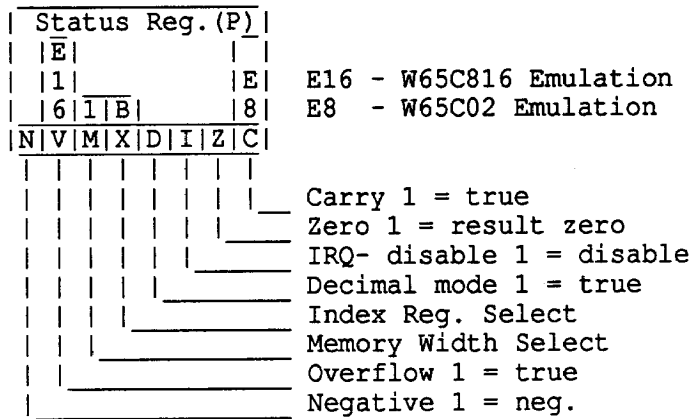 Status Reg.(P)
E
1 E E16 - W65C816 Emulation
6 1 B 8 E8 - W65C02 Emulation
N V M X D I Z C
Carry 1 = true
Zero 1 = result zero
IRQ- disable 1 = disable
Decimal mode 1 = true
Index Reg. Select
Memory Width Select
Overflow 1 = true
Negative 1 = neg.